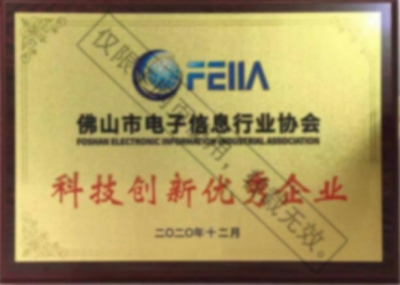 FEIIA
佛山市电子信息行业协会
FOSHAN ELECTRONIC INFORMATION INDUSTRIAL ASSOCIATION
科技创新优秀企业
二〇二〇年十二月